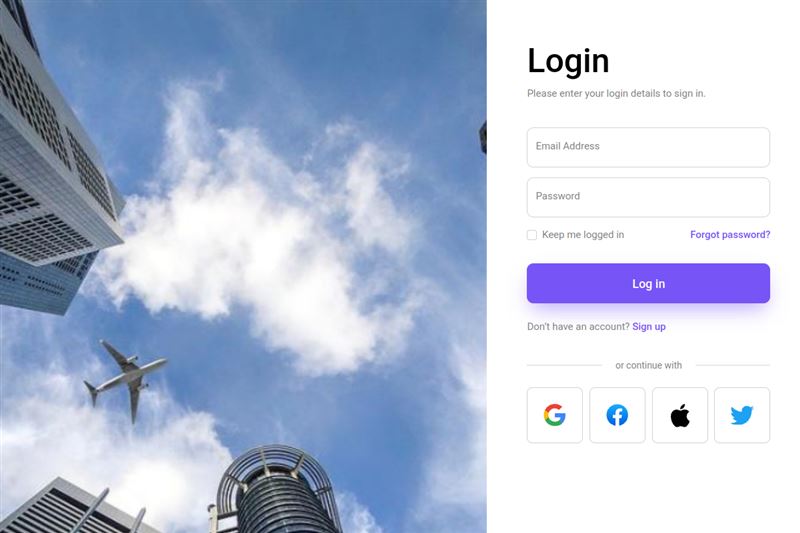 Login
Please enter your login details to sign in.
Email Address
Password
Keep me logged in
Forgot password?
Log in
Don't have an account? Sign up
or continue with